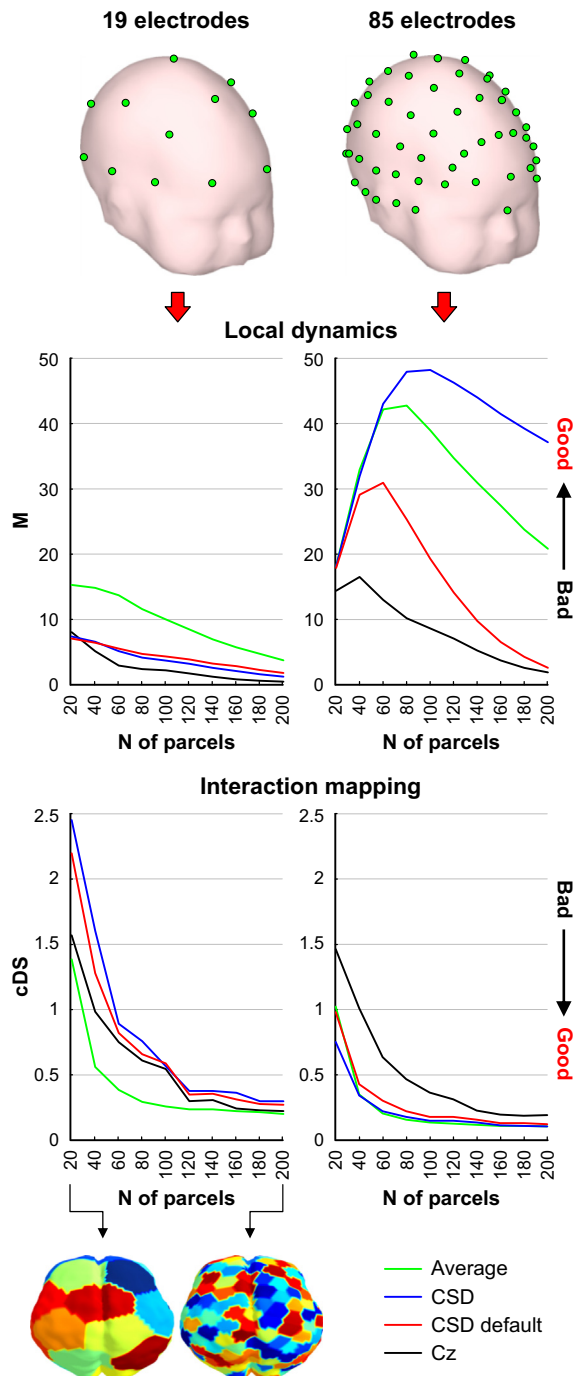 19 electrodes
85 electrodes
Local dynamics
M
50
40
30
20
10
0
20 40 60 80 100 120 140 160 180 200
N of parcels
50
40
30
20
10
0
20 40 60 80 100 120 140 160 180 200
N of parcels
Good
Bad
Interaction mapping
cDS
2.5
2
1.5
1
0.5
0
20 40 60 80 100 120 140 160 180 200
N of parcels
2.5
2
1.5
1
0.5
0
20 40 60 80 100 120 140 160 180 200
N of parcels
Bad
Good
Average
CSD
CSD default
Cz